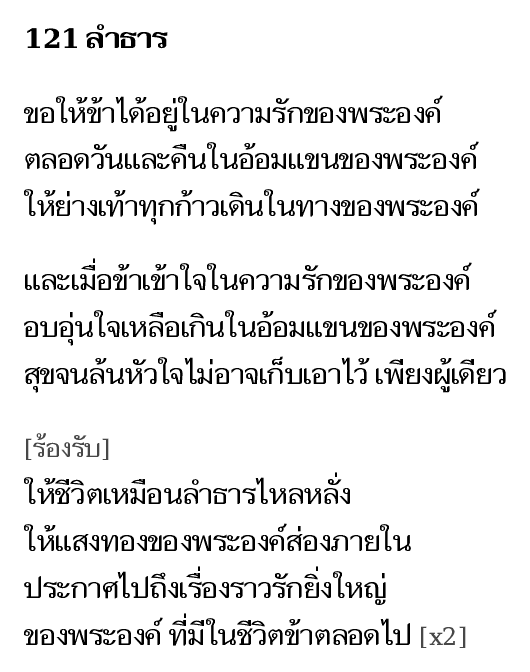 121 ลำธาร
ขอให้ข้าได้อยู่ในความรักของพระองค์
ตลอดวันและคืนในอ้อมแขนของพระองค์
ให้ย่างเท้าทุกก้าวเดินในทางของพระองค์
และเมื่อข้าเข้าใจในความรักของพระองค์
อบอุ่นใจเหลือเกินในอ้อมแขนของพระองค์
สุขจนล้นหัวใจไม่อาจเก็บเอาไว้ เพียงผู้เดียว
[ร้องรับ]
ให้ชีวิตเหมือนลำธารไหลหลั่ง
ให้แสงทองของพระองค์ส่องภายใน
ประกาศไปถึงเรื่องราวรักยิ่งใหญ่
ของพระองค์ ที่มีในชีวิตข้าตลอดไป [x2]